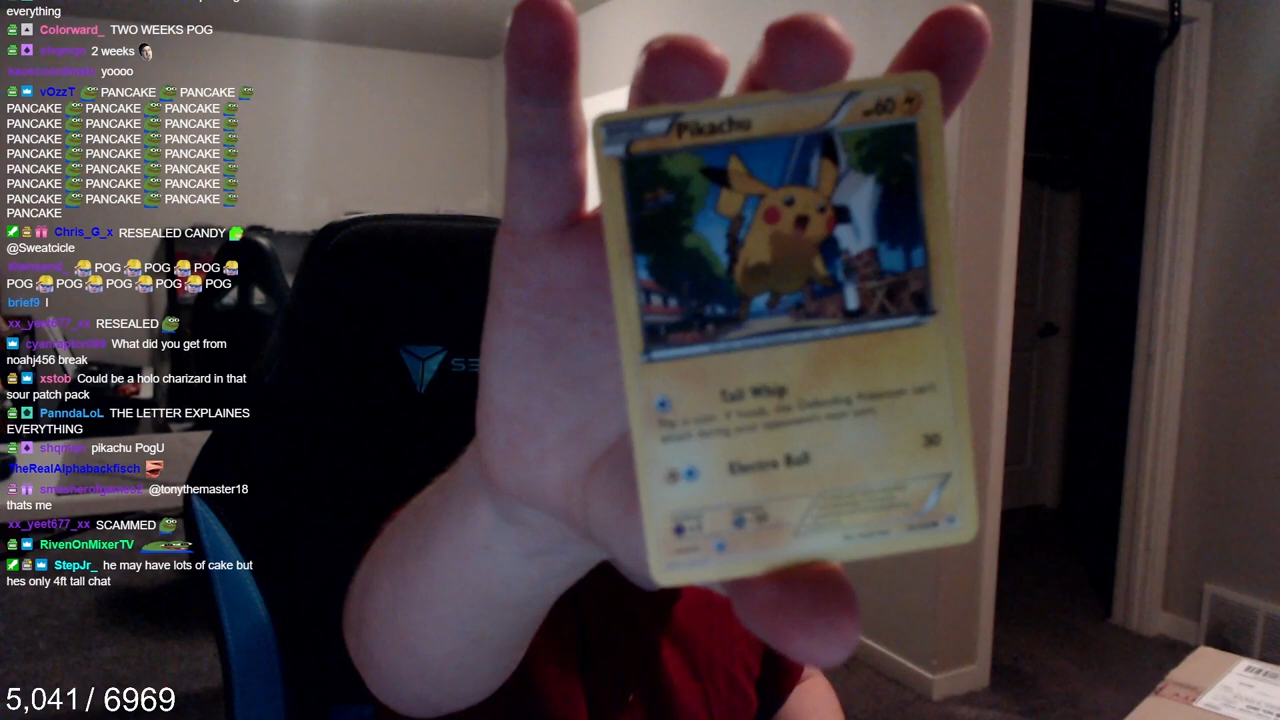 everything
Colorward_ TWO WEEKS POG
2 weeks
yoooo
vOzzT PANCAKE PANCAKE
PANCAKE PANCAKE PANCAKE
PANCAKE PANCAKE PANCAKE
PANCAKE PANCAKE PANCAKE
PANCAKE PANCAKE PANCAKE
PANCAKE PANCAKE PANCAKE
PANCAKE PANCAKE PANCAKE
PANCAKE PANCAKE PANCAKE
PANCAKE
Chris_G_x RESEALED CANDY
@Sweatcicle
POG POG POG
POG POG POG POG POG POG
brief9 I
xx_yeet677_xx RESEALED
What did you get from
noahj456 break
xstob Could be a holo charizard in that
sour patch pack
PanndaLoL THE LETTER EXPLAINES
EVERYTHING
pikachu PogU
TheRealAlphabackfisch
@tonythemaster18
thats me
xx_yeet677_xx SCAMMED
RivenOnMixerTV
StepJr_ he may have lots of cake but
hes only 4ft tall chat
5,041 / 6969
Pikachu
60
Tail Whip
30
Electro Ball